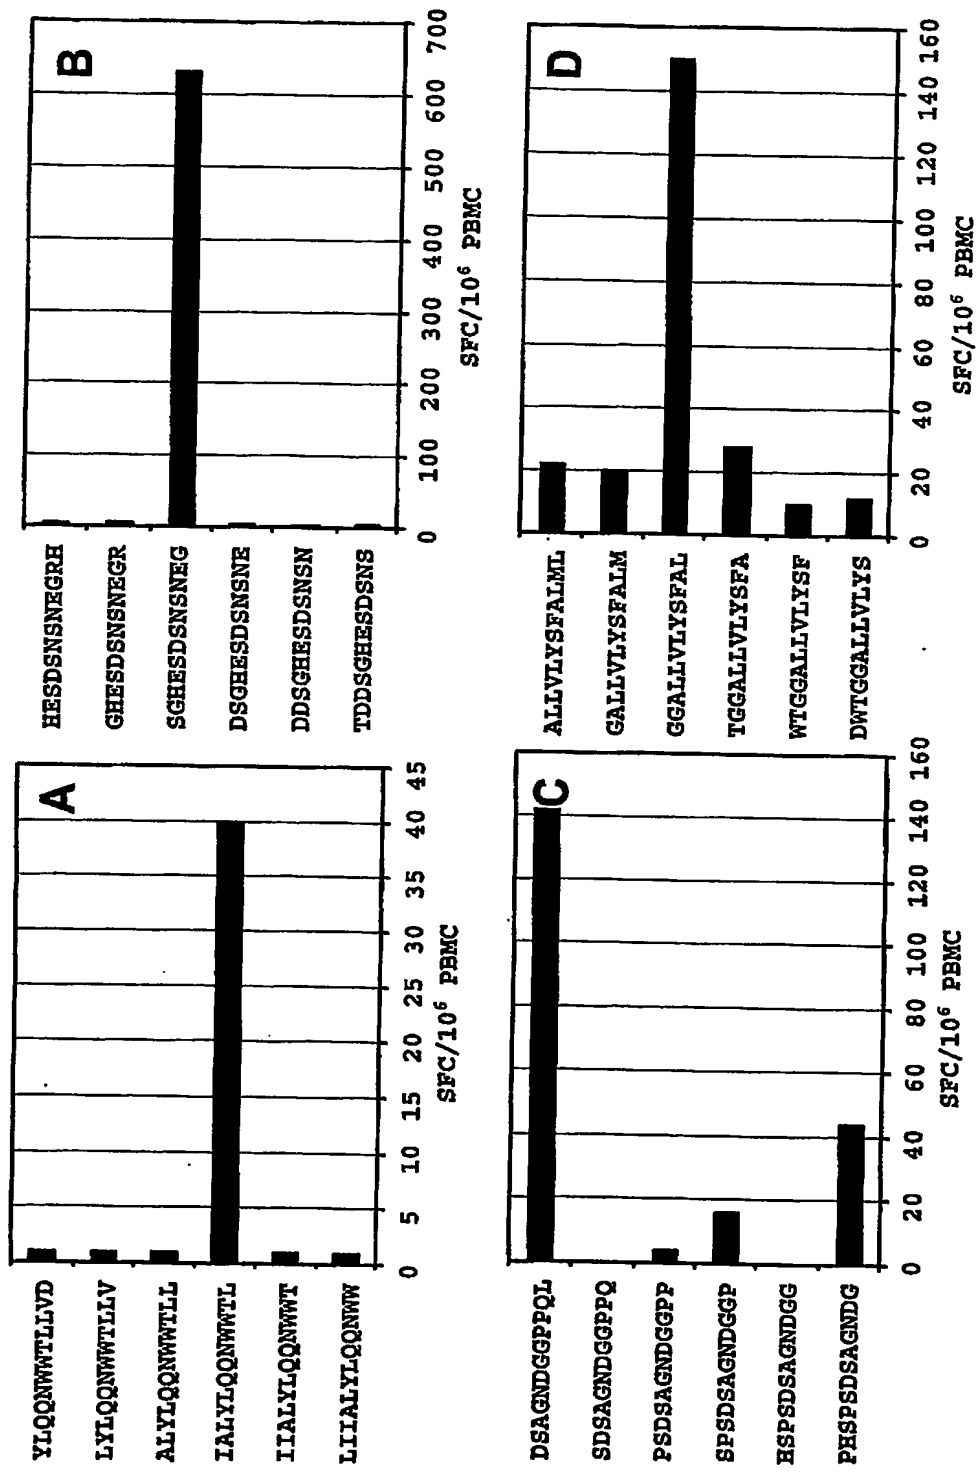 A
YLQQNWWTLLVD
LYLQQNWWTLLV
ALYLQQNWWTLL
IALYLQQNWWTL
IIALYLQQNWWT
LIIALYLQQNWW
0 5 10 15 20 25 30 35 40 45
SFC/10⁶ PBMC
B
HESDSNSNEGRH
GHESDSNSNEGR
SGHESDSNSNEG
DSGHESDSNSNE
DDSGHESDSNSN
TDDSGHESDSNS
0 100 200 300 400 500 600 700
SFC/10⁶ PBMC
C
DSAGNDGGPPQL
SDSAGNDGGPPQ
PSDSAGNDGGPP
SPSDSAGNDGGP
HSPSDSAGNDGG
PHSPSDSAGNDG
0 20 40 60 80 100 120 140 160
SFC/10⁶ PBMC
D
ALLVLYSFALML
GALLVLYSFALM
GGALLVLYSFAL
TGGALLVLYSFA
WTGGALLVLYSF
DWTGGALLVLYS
0 20 40 60 80 100 120 140 160
SFC/10⁶ PBMC